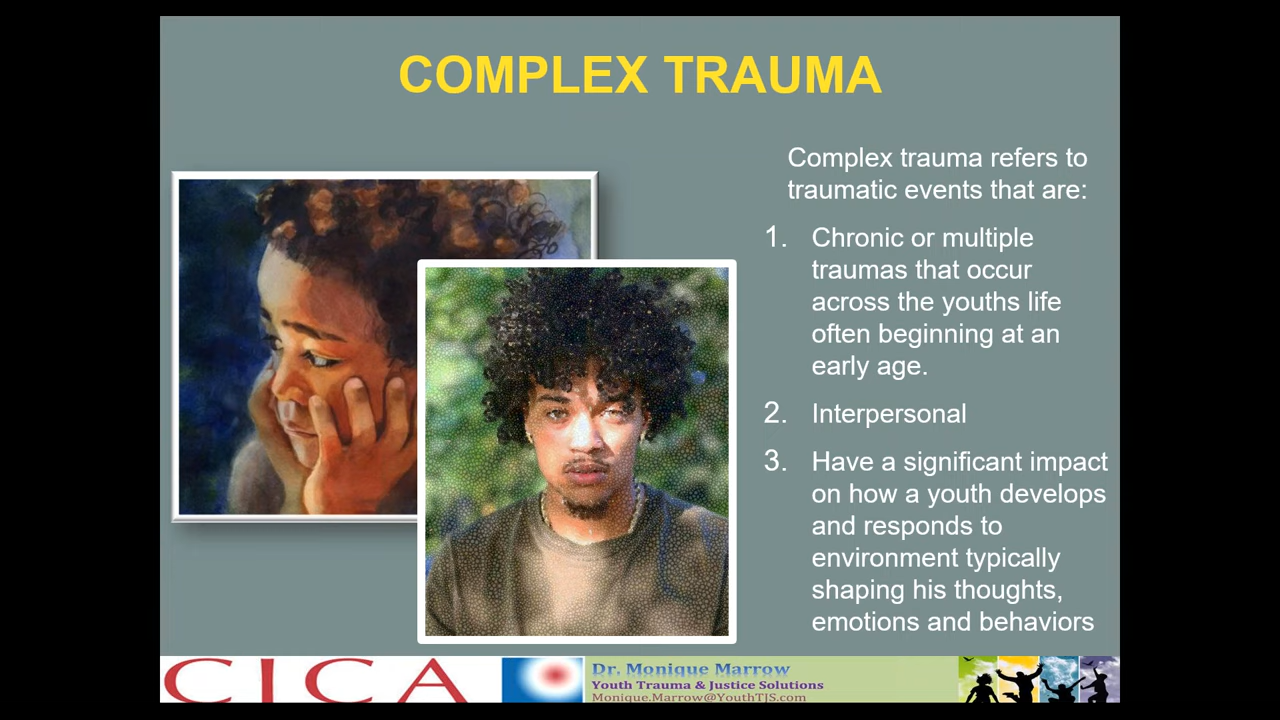 COMPLEX TRAUMA
Complex trauma refers to
traumatic events that are:
1. Chronic or multiple
traumas that occur
across the youths life
often beginning at an
early age.
2. Interpersonal
3. Have a significant impact
on how a youth develops
and responds to
environment typically
shaping his thoughts,
emotions and behaviors
CICA
Dr. Monique Marrow
Youth Trauma & Justice Solutions
Monique.Marrow@YouthTJS.com